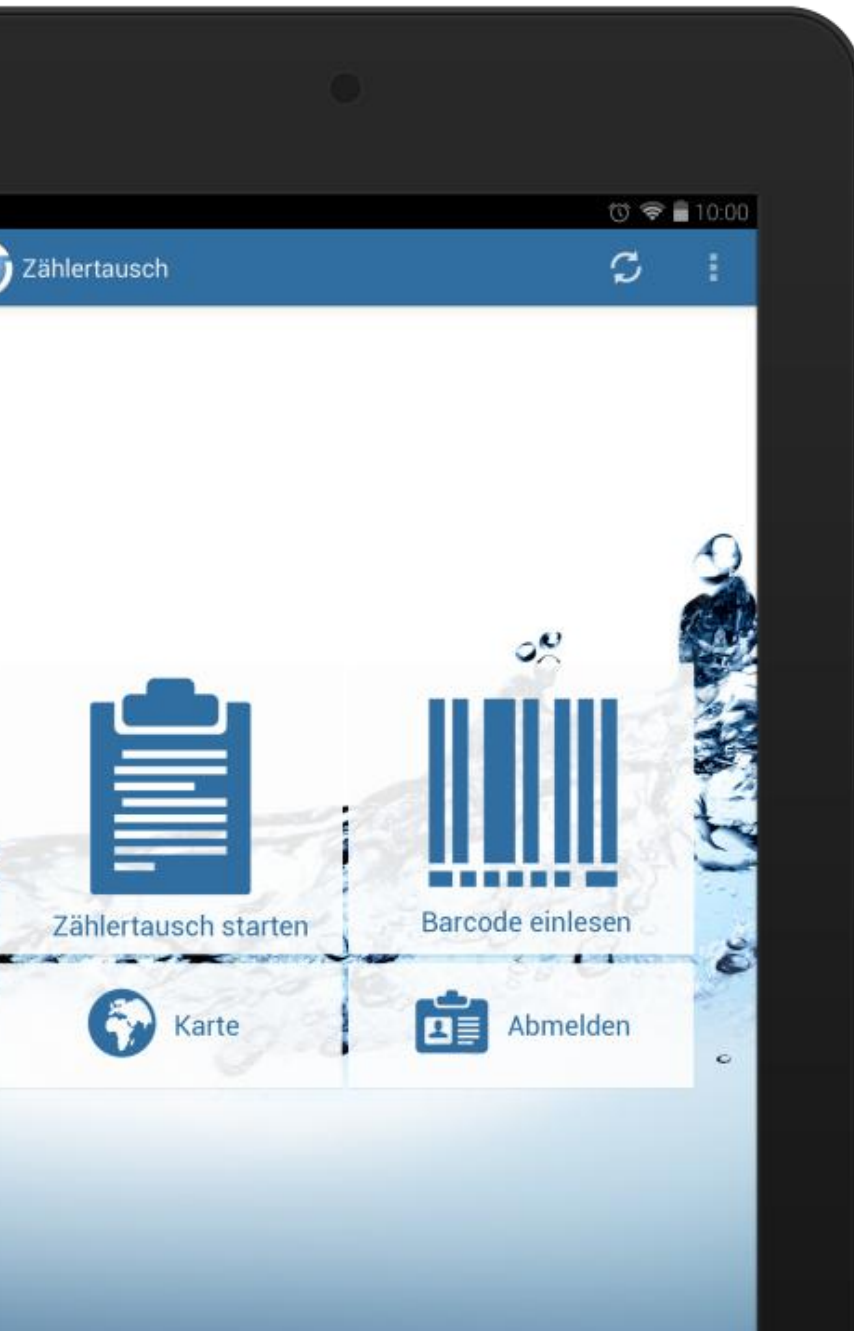 10:00
Zählertausch
Zählertausch starten
Barcode einlesen
Karte
Abmelden